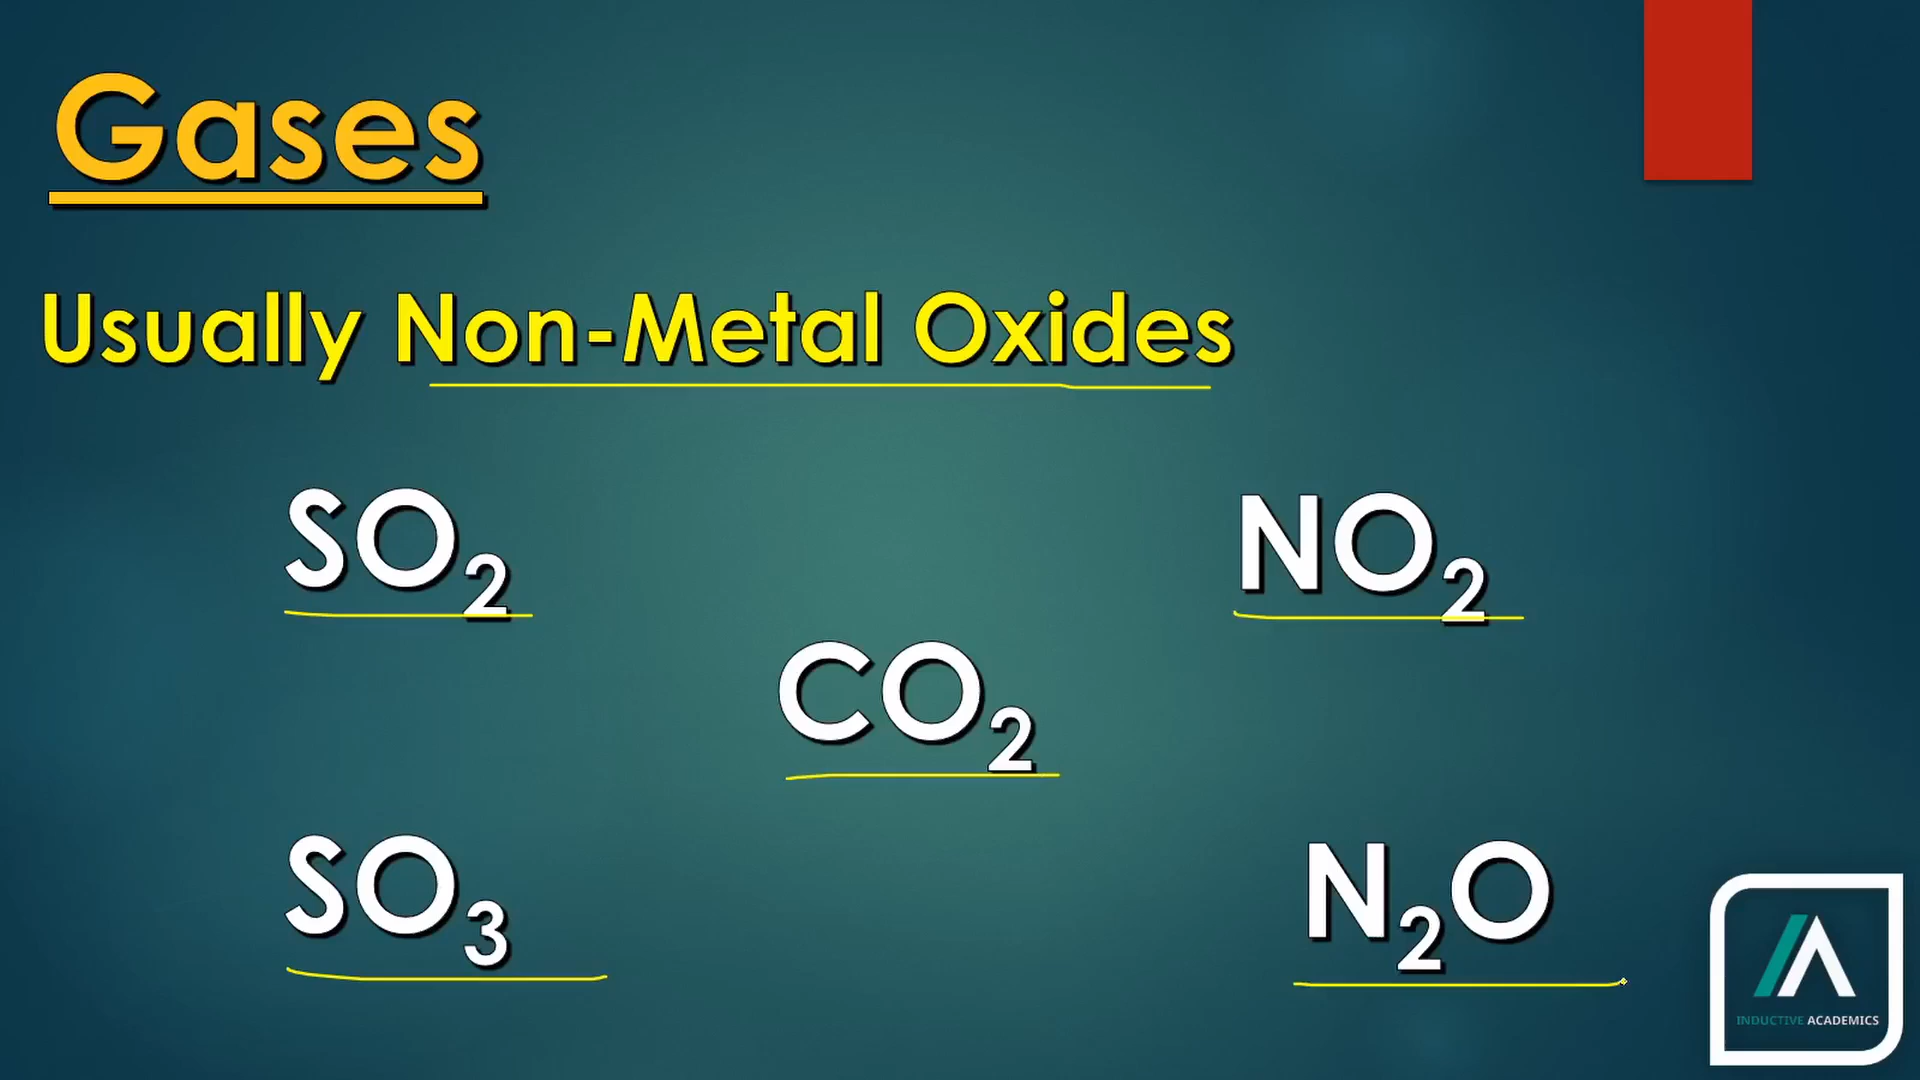 Gases
Usually Non-Metal Oxides
SO₂
NO₂
CO₂
SO₃
N₂O
INDUCTIVE ACADEMICS